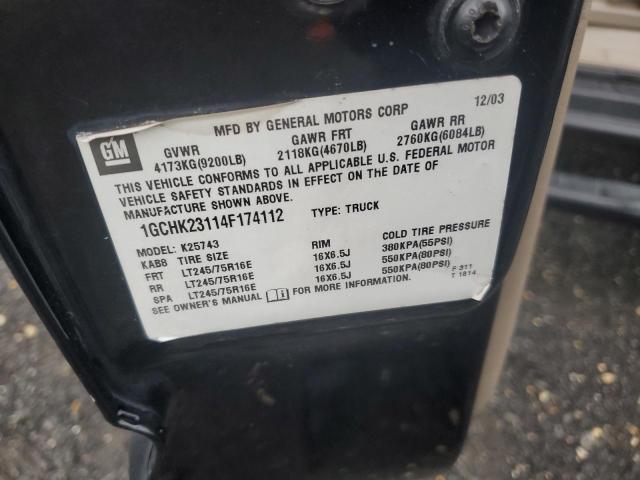 GM
MFD BY GENERAL MOTORS CORP 12/03
GVWR GAWR FRT GAWR RR
4173KG(9200LB) 2118KG(4670LB) 2760KG(6084LB)
THIS VEHICLE CONFORMS TO ALL APPLICABLE U.S. FEDERAL MOTOR
VEHICLE SAFETY STANDARDS IN EFFECT ON THE DATE OF
MANUFACTURE SHOWN ABOVE.
1GCHK23114F174112 TYPE: TRUCK
MODEL: K25743
KAB8 TIRE SIZE RIM COLD TIRE PRESSURE
FRT LT245/75R16E 16X6.5J 380KPA(55PSI)
RR LT245/75R16E 16X6.5J 550KPA(80PSI)
SPA LT245/75R16E 16X6.5J 550KPA(80PSI)
SEE OWNER'S MANUAL FOR MORE INFORMATION.
F 311
T 1814